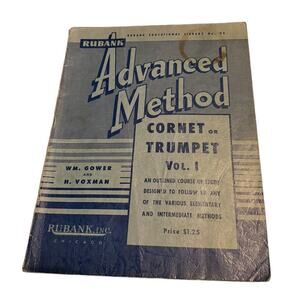 RUBANK EDUCATIONAL LIBRARY No.
RUBANK
Advanced
Method
CORNET OR
TRUMPET
VOL. I
WM. GOWER
AND
H. VOXMAN
AN OUTLINED COURSE OF STUDY
DESIGNED TO FOLLOW UP ANY
OF THE VARIOUS ELEMENTARY
AND INTERMEDIATE METHODS
Price $1.25
RUBANK, INC.
CHICAGO